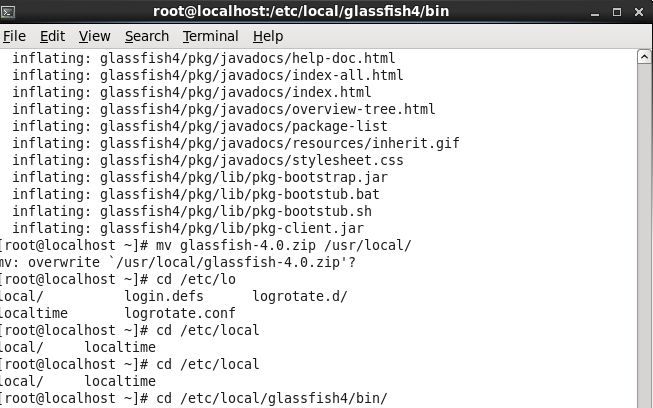 root@localhost:/etc/local/glassfish4/bin
File Edit View Search Terminal Help
inflating: glassfish4/pkg/javadocs/help-doc.html
inflating: glassfish4/pkg/javadocs/index-all.html
inflating: glassfish4/pkg/javadocs/index.html
inflating: glassfish4/pkg/javadocs/overview-tree.html
inflating: glassfish4/pkg/javadocs/package-list
inflating: glassfish4/pkg/javadocs/resources/inherit.gif
inflating: glassfish4/pkg/javadocs/stylesheet.css
inflating: glassfish4/pkg/lib/pkg-bootstrap.jar
inflating: glassfish4/pkg/lib/pkg-bootstub.bat
inflating: glassfish4/pkg/lib/pkg-bootstub.sh
inflating: glassfish4/pkg/lib/pkg-client.jar
[root@localhost ~]# mv glassfish-4.0.zip /usr/local/
mv: overwrite `/usr/local/glassfish-4.0.zip'?
[root@localhost ~]# cd /etc/lo
local/ login.defs logrotate.d/
localtime logrotate.conf
[root@localhost ~]# cd /etc/local
local/ localtime
[root@localhost ~]# cd /etc/local
local/ localtime
[root@localhost ~]# cd /etc/local/glassfish4/bin/